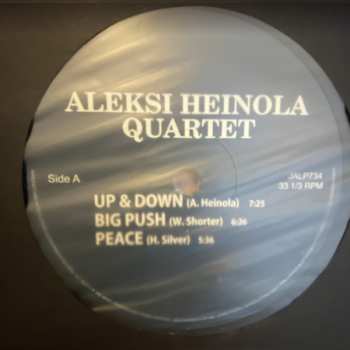 ALEKSI HEINOLA
QUARTET
Side A
JALP734
33 1/3 RPM
UP & DOWN (A. Heinola) 7:25
BIG PUSH (W. Shorter) 6:36
PEACE (H. Silver) 5:36